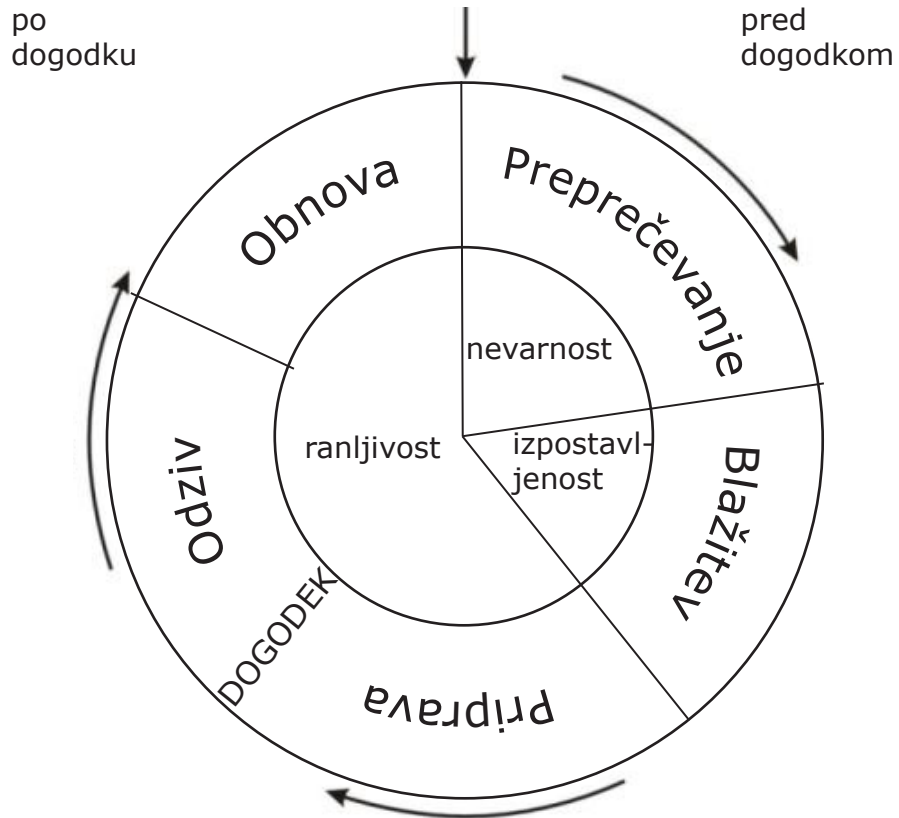 po
dogodku
pred
dogodkom
Obnova
Preprečevanje
nevarnost
ranljivost
izpostavl-
jenost
Blažitev
Odziv
DOGODEK
Priprava